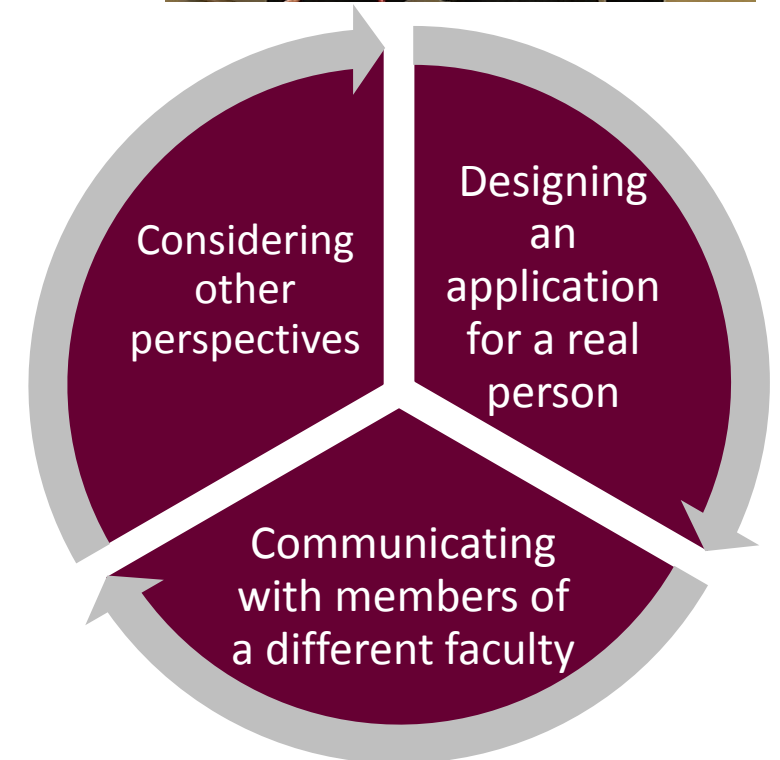 Designing
an
application
for a real
person
Communicating
with members of
a different faculty
Considering
other
perspectives